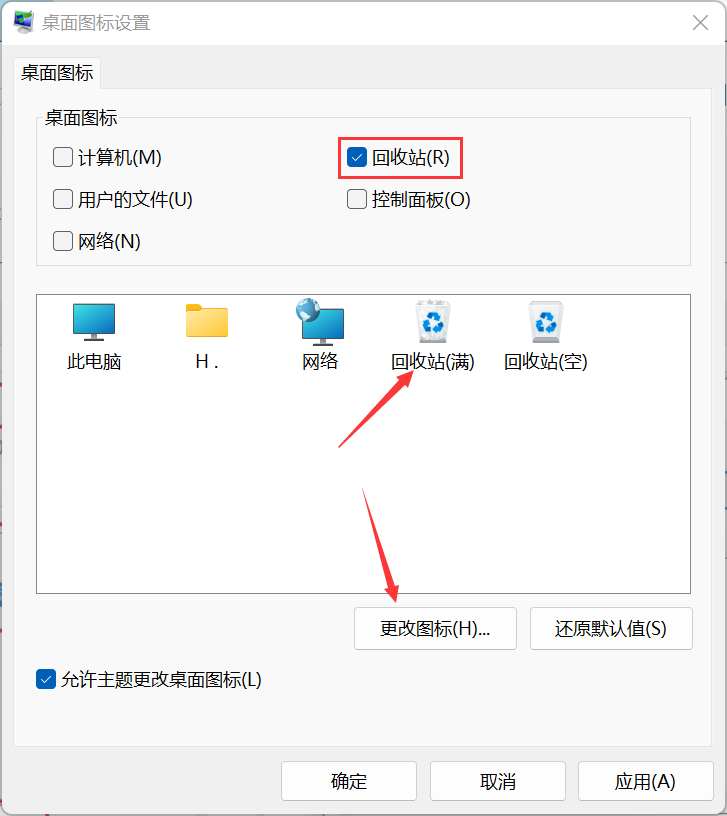 桌面图标设置
桌面图标
桌面图标
计算机(M)
回收站(R)
用户的文件(U)
控制面板(O)
网络(N)
此电脑
H .
网络
回收站(满)
回收站(空)
更改图标(H)...
还原默认值(S)
允许主题更改桌面图标(L)
确定
取消
应用(A)